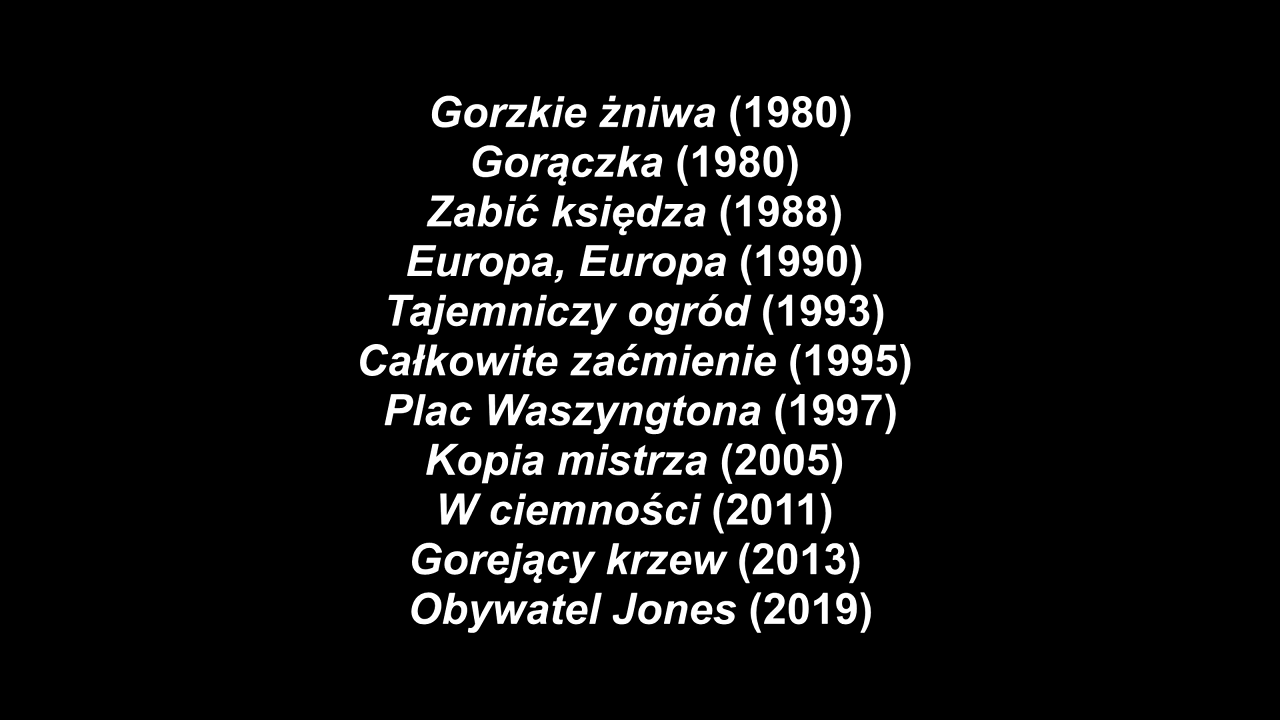 Gorzkie żniwa (1980)
Gorączka (1980)
Zabić księdza (1988)
Europa, Europa (1990)
Tajemniczy ogród (1993)
Całkowite zaćmienie (1995)
Plac Waszyngtona (1997)
Kopia mistrza (2005)
W ciemności (2011)
Gorejący krzew (2013)
Obywatel Jones (2019)